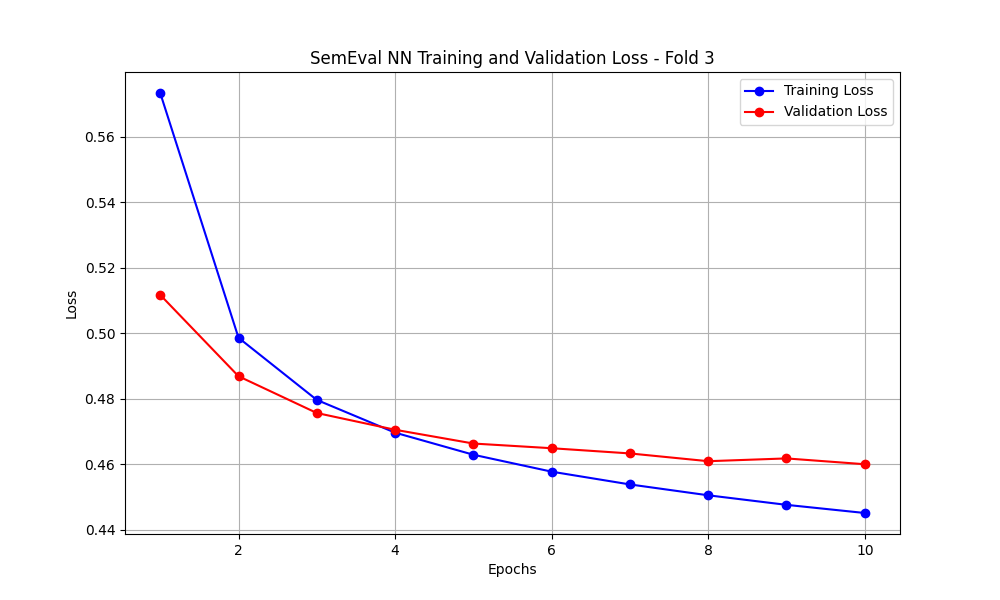 SemEval NN Training and Validation Loss - Fold 3
Training Loss
Validation Loss
0.56
0.54
0.52
0.50
0.48
0.46
0.44
Loss
2
4
6
8
10
Epochs